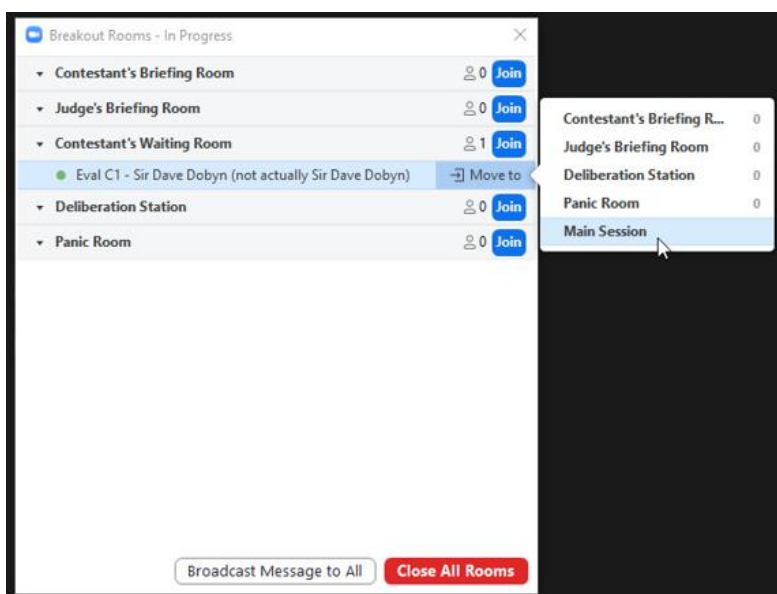 Breakout Rooms - In Progress
Contestant's Briefing Room 0 Join
Judge's Briefing Room 0 Join
Contestant's Waiting Room 1 Join
Eval C1 - Sir Dave Dobyn (not actually Sir Dave Dobyn) Move to
Deliberation Station 0 Join
Panic Room 0 Join
Contestant's Briefing R... 0
Judge's Briefing Room 0
Deliberation Station 0
Panic Room 0
Main Session
Broadcast Message to All Close All Rooms